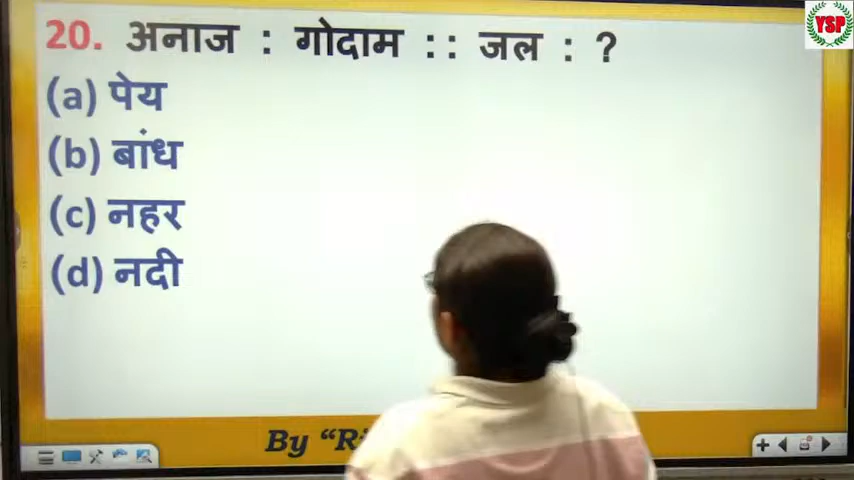 YSP
20. अनाज : गोदाम : : जल : ?
(a) पेय
(b) बांध
(c) नहर
(d) नदी
By